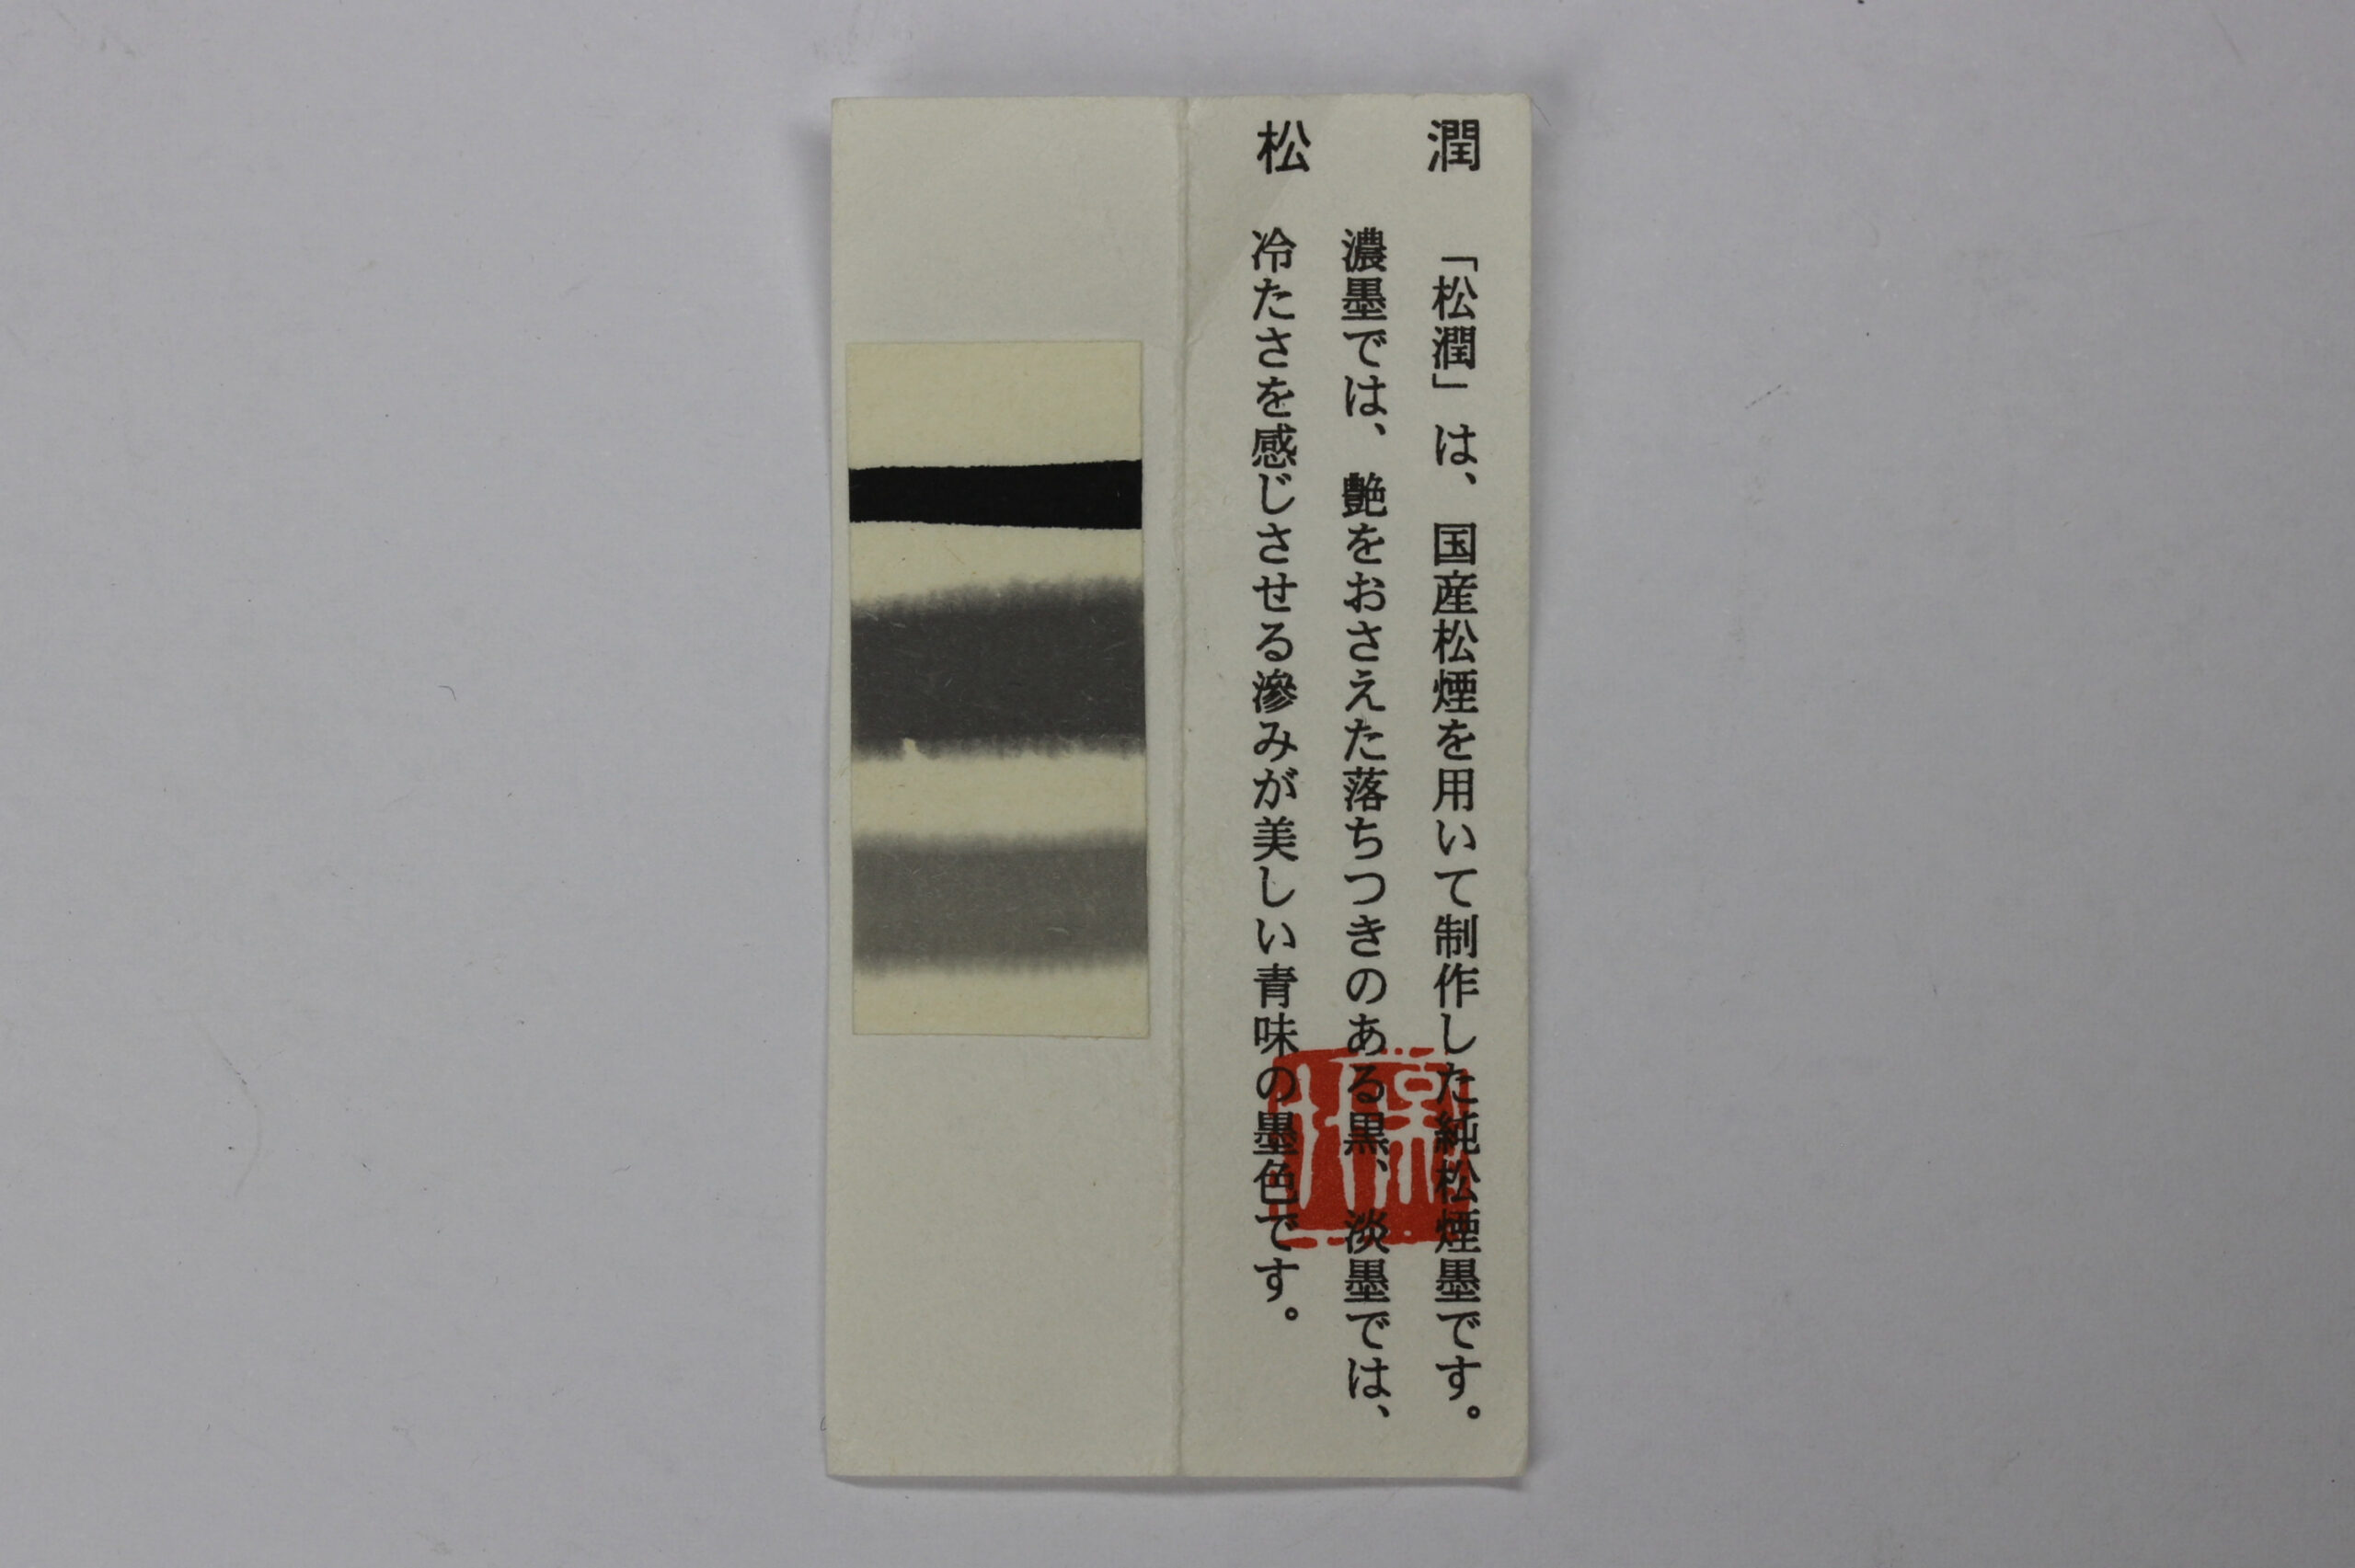 潤　松
「松潤」は、国産松煙を用いて制作した純松煙墨です。
濃墨では、艶をおさえた落ちつきのある黒、淡墨では、
冷たさを感じさせる滲みが美しい青味の墨色です。